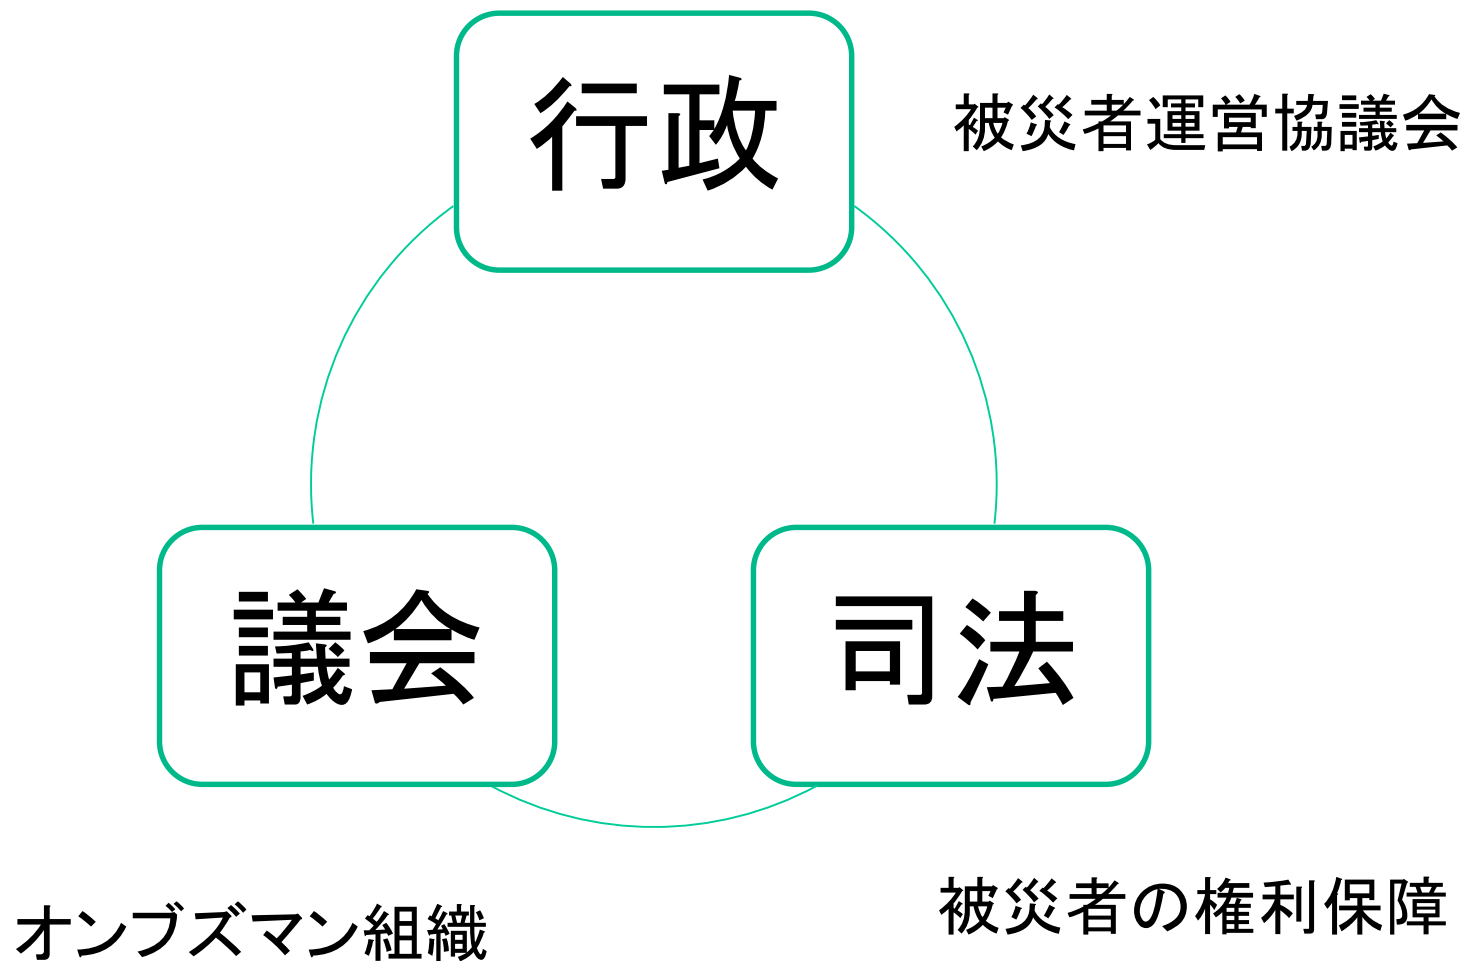 行政
被災者運営協議会
議会
司法
オンブズマン組織
被災者の権利保障